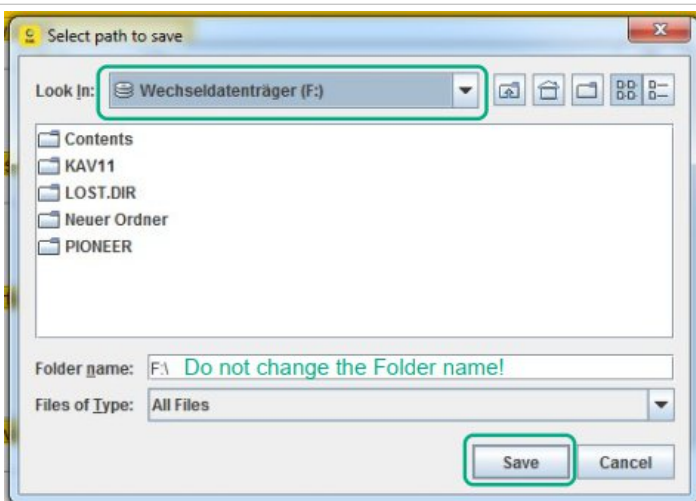 Select path to save
Look In: Wechseldatenträger (F:)
Contents
KAV11
LOST.DIR
Neuer Ordner
PIONEER
Folder name: F:\ Do not change the Folder name!
Files of Type: All Files
Save Cancel